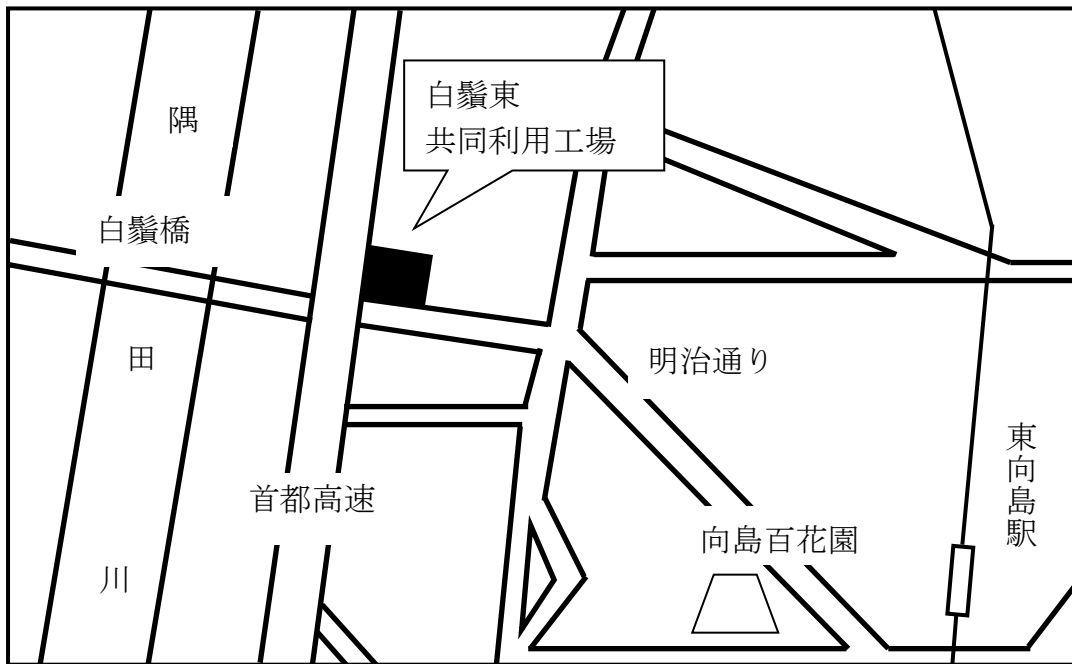 隅
田
川
白鬚橋
白鬚東
共同利用工場
明治通り
首都高速
向島百花園
東向島駅